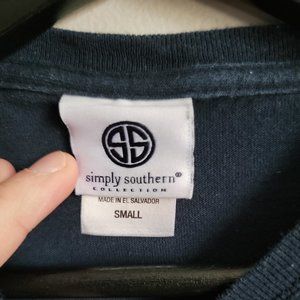 SS
simply southern®
COLLECTION
MADE IN EL SALVADOR
SMALL